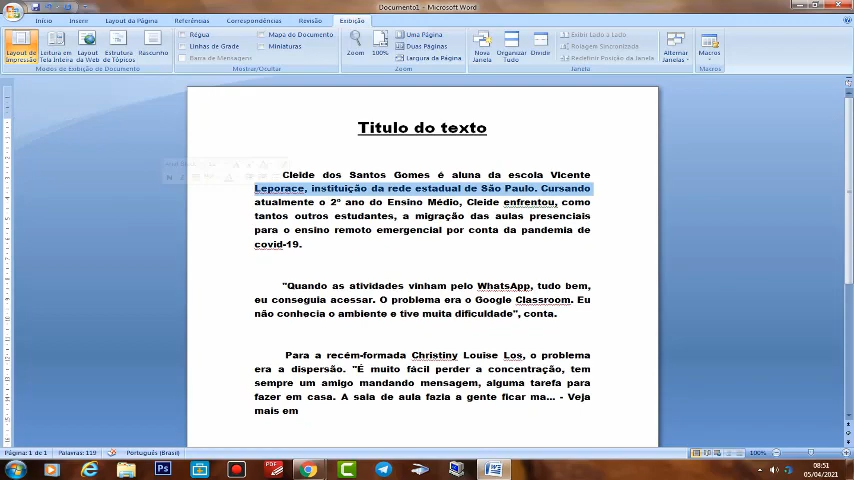 Documento1 - Microsoft Word
Início Inserir Layout da Página Referências Correspondências Revisão Exibição
Layout de Impressão Leitura em Tela Inteira Layout da Web Estrutura de Tópicos Rascunho
Régua
Linhas de Grade
Barra de Mensagens
Mapa do Documento
Miniaturas
Zoom 100%
Uma Página
Duas Páginas
Largura da Página
Nova Janela Organizar Tudo Dividir
Exibir Lado a Lado
Rolagem Sincronizada
Redefinir Posição da Janela
Alternar Janelas Macros
Modos de Exibição de Documento Mostrar/Ocultar Zoom Janela Macros
Titulo do texto
Cleide dos Santos Gomes é aluna da escola Vicente
Leporace, instituição da rede estadual de São Paulo. Cursando
atualmente o 2º ano do Ensino Médio, Cleide enfrentou, como
tantos outros estudantes, a migração das aulas presenciais
para o ensino remoto emergencial por conta da pandemia de
covid-19.
"Quando as atividades vinham pelo WhatsApp, tudo bem,
eu conseguia acessar. O problema era o Google Classroom. Eu
não conhecia o ambiente e tive muita dificuldade", conta.
Para a recém-formada Christiny Louise Los, o problema
era a dispersão. "É muito fácil perder a concentração, tem
sempre um amigo mandando mensagem, alguma tarefa para
fazer em casa. A sala de aula fazia a gente ficar ma... - Veja
mais em
Página: 1 de 1 Palavras: 119 Português (Brasil) 100%
08:51
05/04/2021